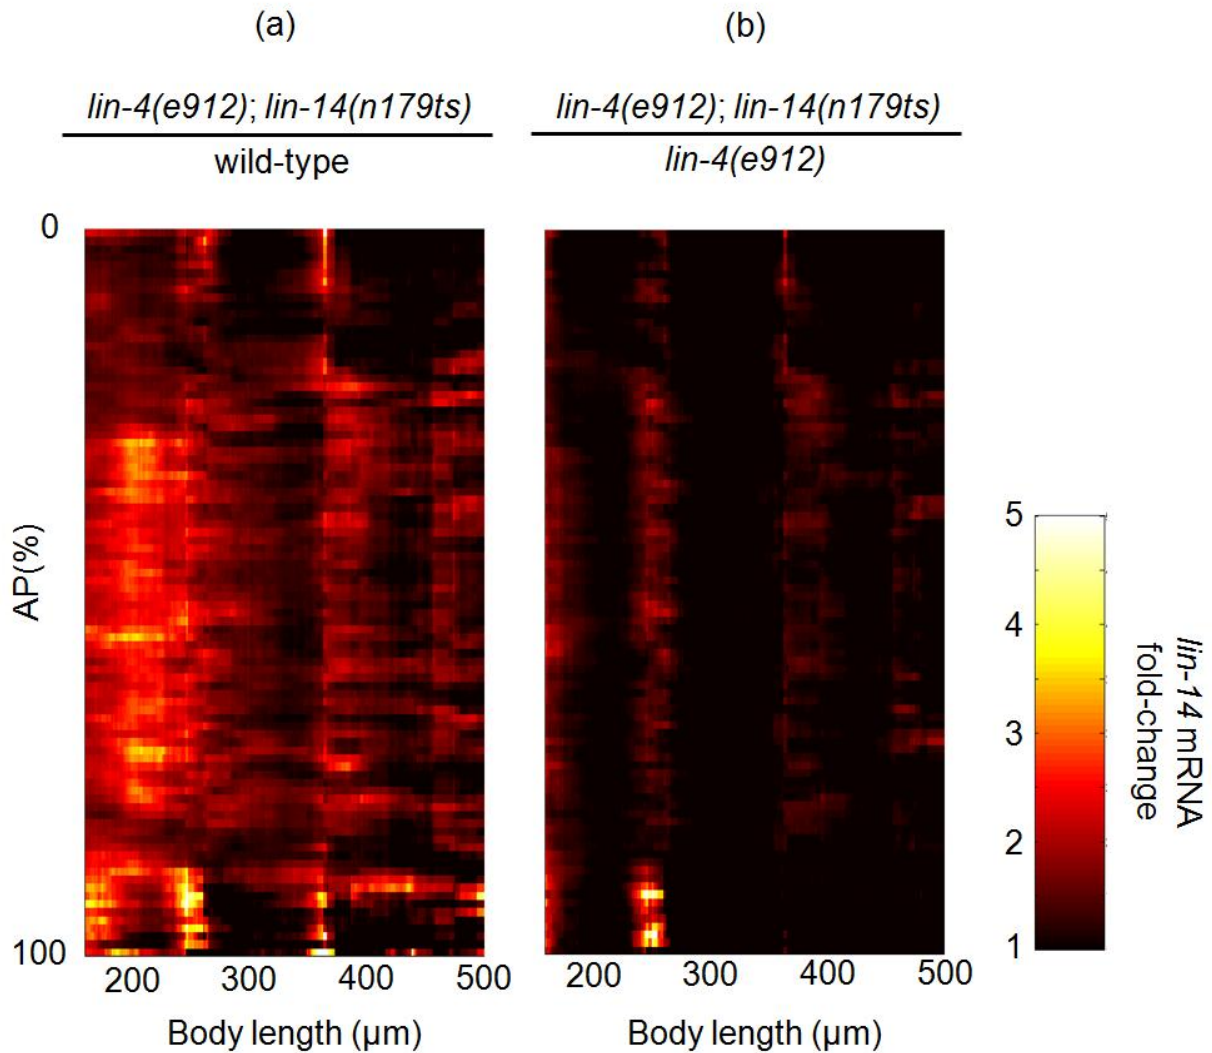 (a)
(b)
lin-4(e912); lin-14(n179ts)
wild-type
lin-4(e912); lin-14(n179ts)
lin-4(e912)
0
100
AP(%)
200 300 400 500
Body length (µm)
200 300 400 500
Body length (µm)
5
4
3
2
1
lin-14 mRNA
fold-change